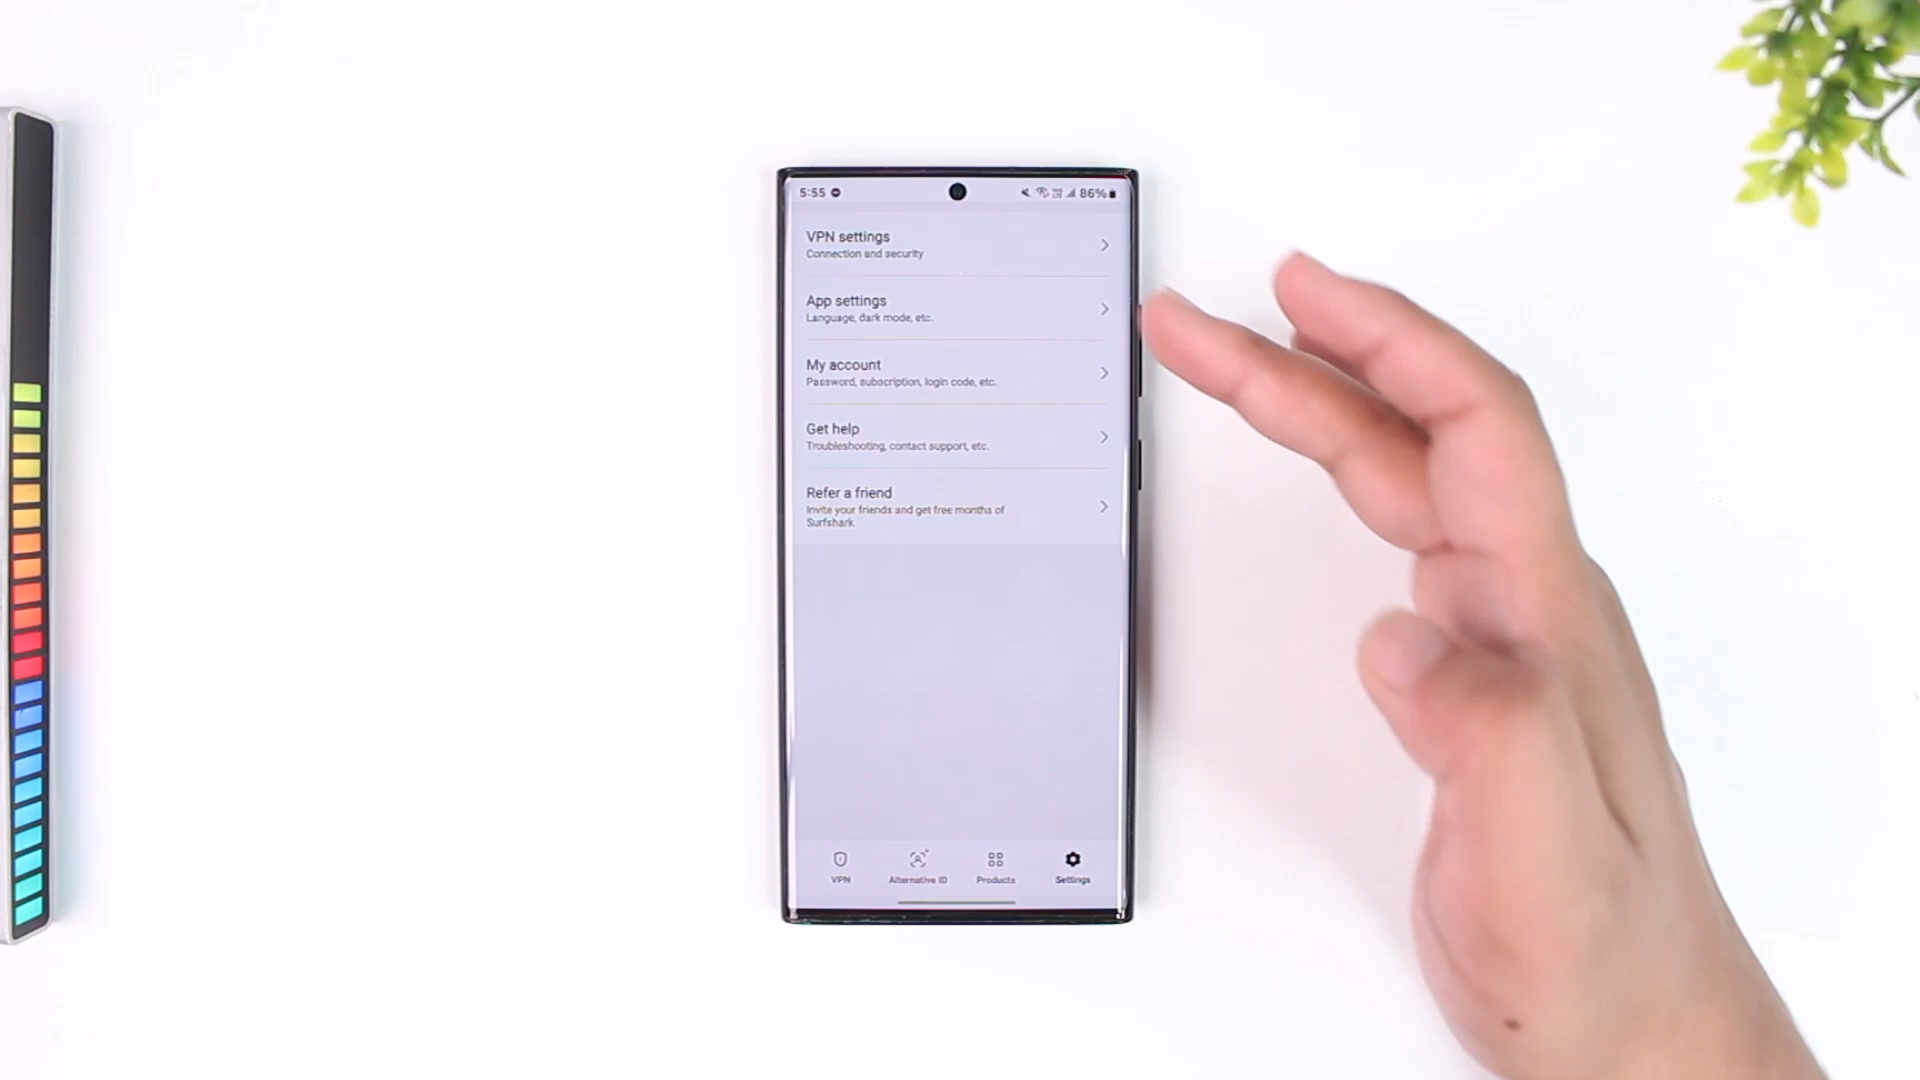 5:55
86%
VPN settings
Connection and security
App settings
Language, dark mode, etc.
My account
Password, subscription, login code, etc.
Get help
Troubleshooting, contact support, etc.
Refer a friend
Invite your friends and get free months of
Surfshark
VPN
Alternative ID
Products
Settings